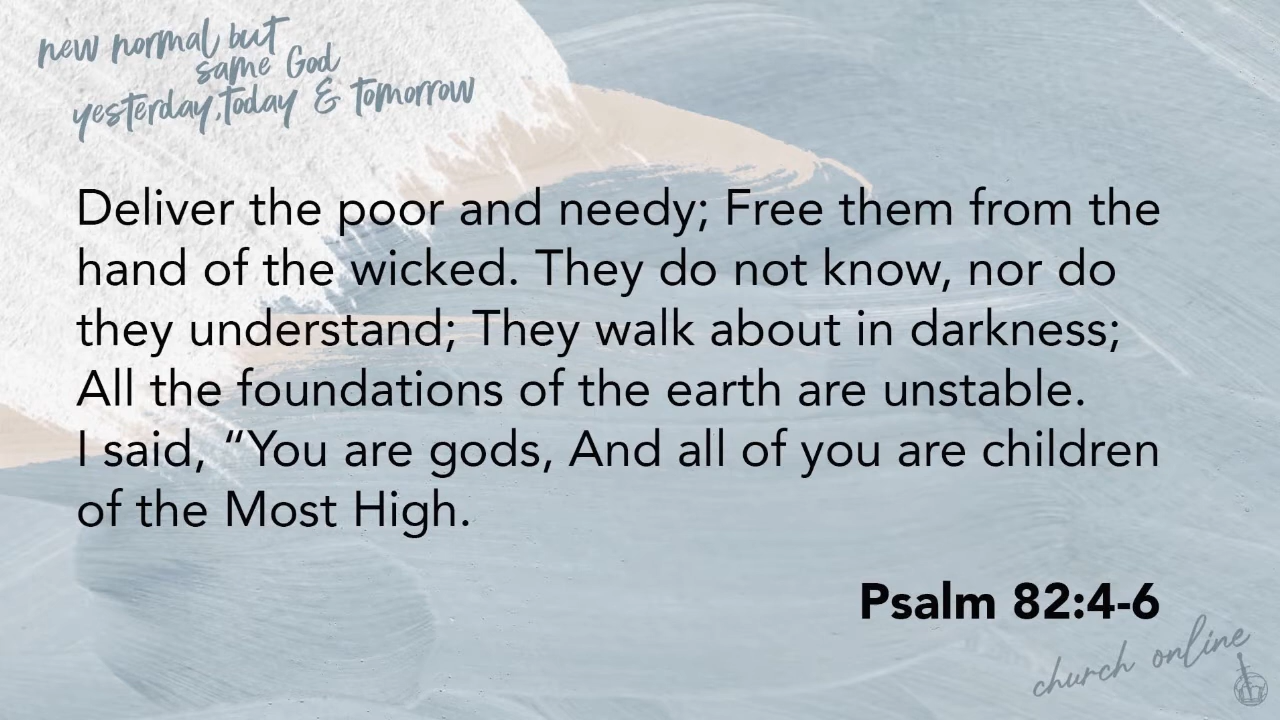 new normal but
same God
yesterday, today & tomorrow
Deliver the poor and needy; Free them from the
hand of the wicked. They do not know, nor do
they understand; They walk about in darkness;
All the foundations of the earth are unstable.
I said, “You are gods, And all of you are children
of the Most High.
Psalm 82:4-6
church online